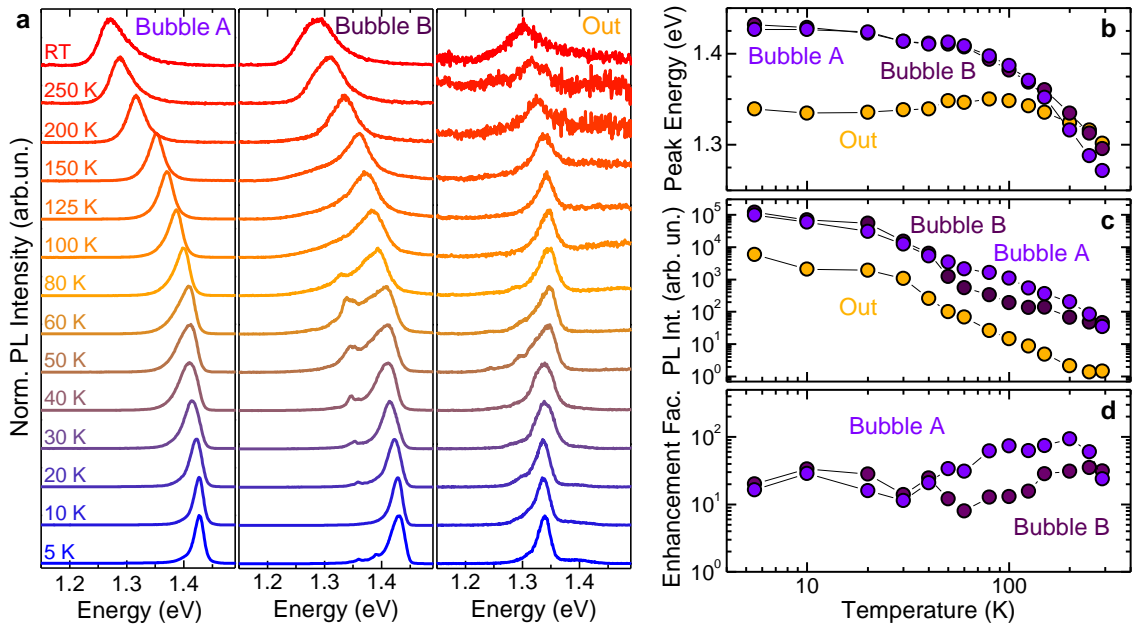 a
Bubble A
Bubble B
Out
RT
250 K
200 K
150 K
125 K
100 K
80 K
60 K
50 K
40 K
30 K
20 K
10 K
5 K
Norm. PL Intensity (arb.un.)
1.2 1.3 1.4
1.2 1.3 1.4
1.2 1.3 1.4
Energy (eV)
Energy (eV)
Energy (eV)
b
Peak Energy (eV)
1.4
1.3
Bubble A
Bubble B
Out
c
PL Int. (arb. un.)
10^5
10^4
10^3
10^2
10^1
10^0
Bubble B
Bubble A
Out
d
Enhancement Fac.
10^2
10^1
10^0
Bubble A
Bubble B
10 100
Temperature (K)